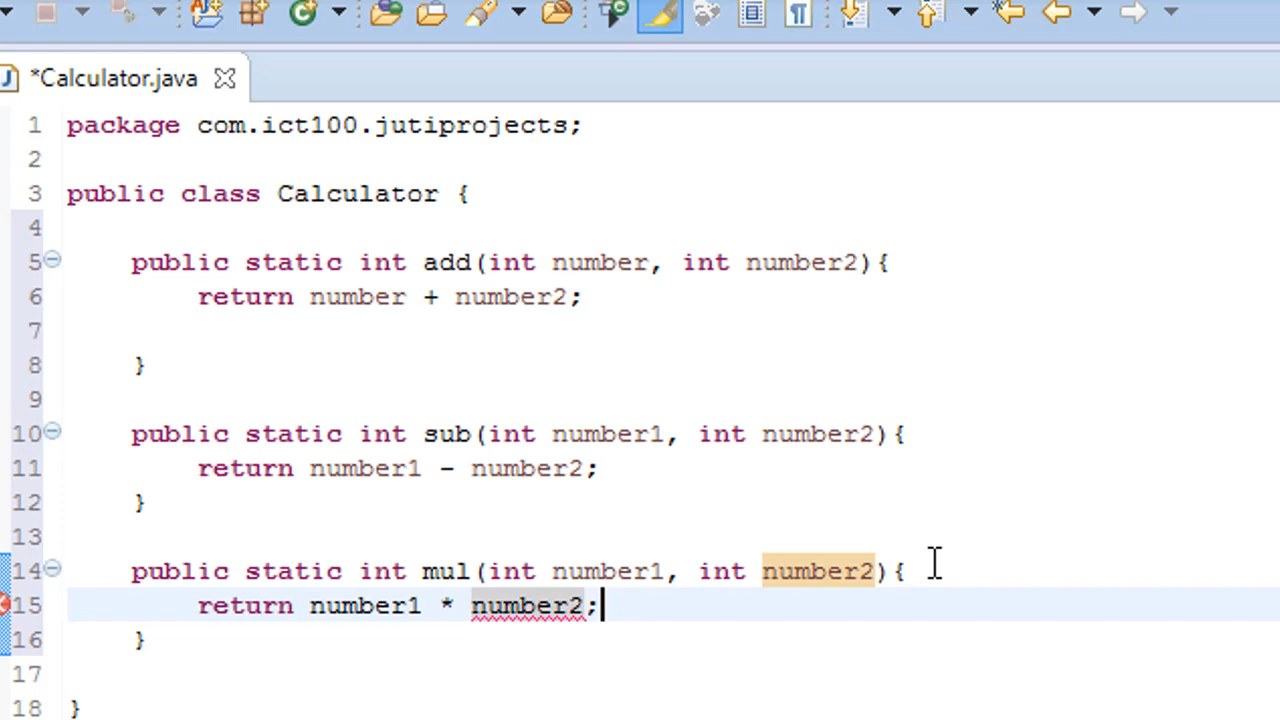 *Calculator.java
1 package com.ict100.jutiprojects;
2
3 public class Calculator {
4
5 public static int add(int number, int number2){
6 return number + number2;
7
8 }
9
10 public static int sub(int number1, int number2){
11 return number1 - number2;
12 }
13
14 public static int mul(int number1, int number2){
15 return number1 * number2;
16 }
17
18 }